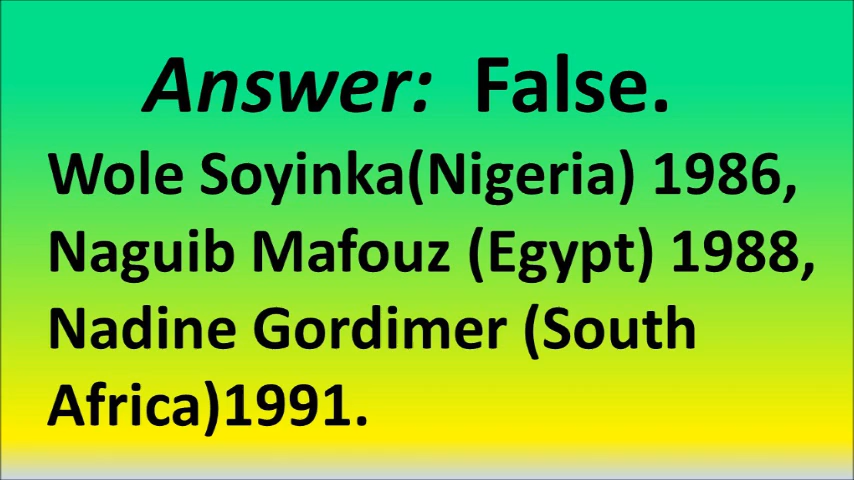 Answer: False.
Wole Soyinka(Nigeria) 1986,
Naguib Mafouz (Egypt) 1988,
Nadine Gordimer (South
Africa)1991.